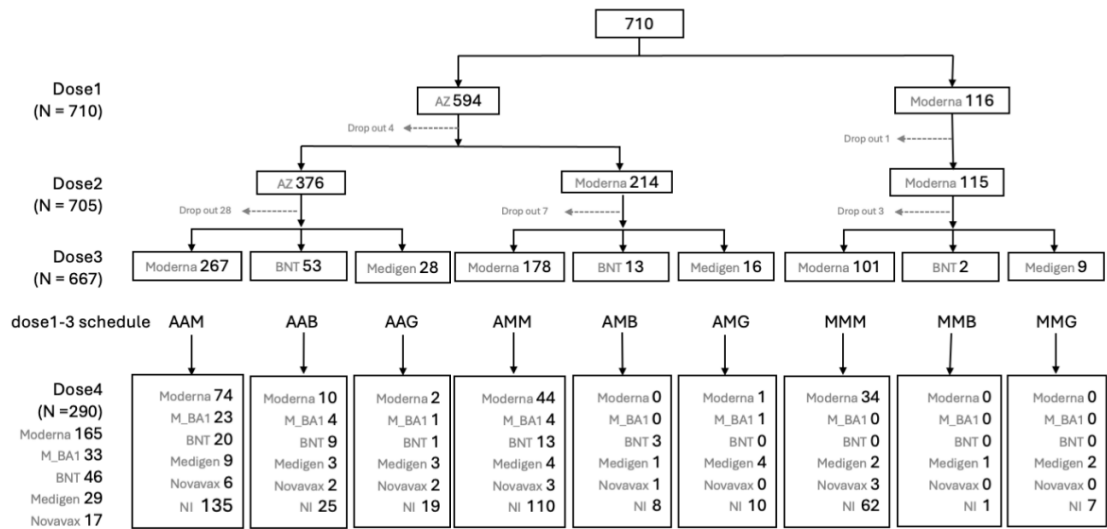 710
Dose1
(N = 710)
AZ 594
Moderna 116
Drop out 4
Drop out 1
Dose2
(N = 705)
AZ 376
Moderna 214
Moderna 115
Drop out 28
Drop out 7
Drop out 3
Dose3
(N = 667)
Moderna 267
BNT 53
Medigen 28
Moderna 178
BNT 13
Medigen 16
Moderna 101
BNT 2
Medigen 9
dose1-3 schedule
AAM
AAB
AAG
AMM
AMB
AMG
MMM
MMB
MMG
Dose4
(N =290)
Moderna 165
M_BA1 33
BNT 46
Medigen 29
Novavax 17
Moderna 74
M_BA1 23
BNT 20
Medigen 9
Novavax 6
NI 135
Moderna 10
M_BA1 4
BNT 9
Medigen 3
Novavax 2
NI 25
Moderna 2
M_BA1 1
BNT 1
Medigen 3
Novavax 2
NI 19
Moderna 44
M_BA1 4
BNT 13
Medigen 4
Novavax 3
NI 110
Moderna 0
M_BA1 0
BNT 3
Medigen 1
Novavax 1
NI 8
Moderna 1
M_BA1 1
BNT 0
Medigen 4
Novavax 0
NI 10
Moderna 34
M_BA1 0
BNT 0
Medigen 2
Novavax 3
NI 62
Moderna 0
M_BA1 0
BNT 0
Medigen 1
Novavax 0
NI 1
Moderna 0
M_BA1 0
BNT 0
Medigen 2
Novavax 0
NI 7